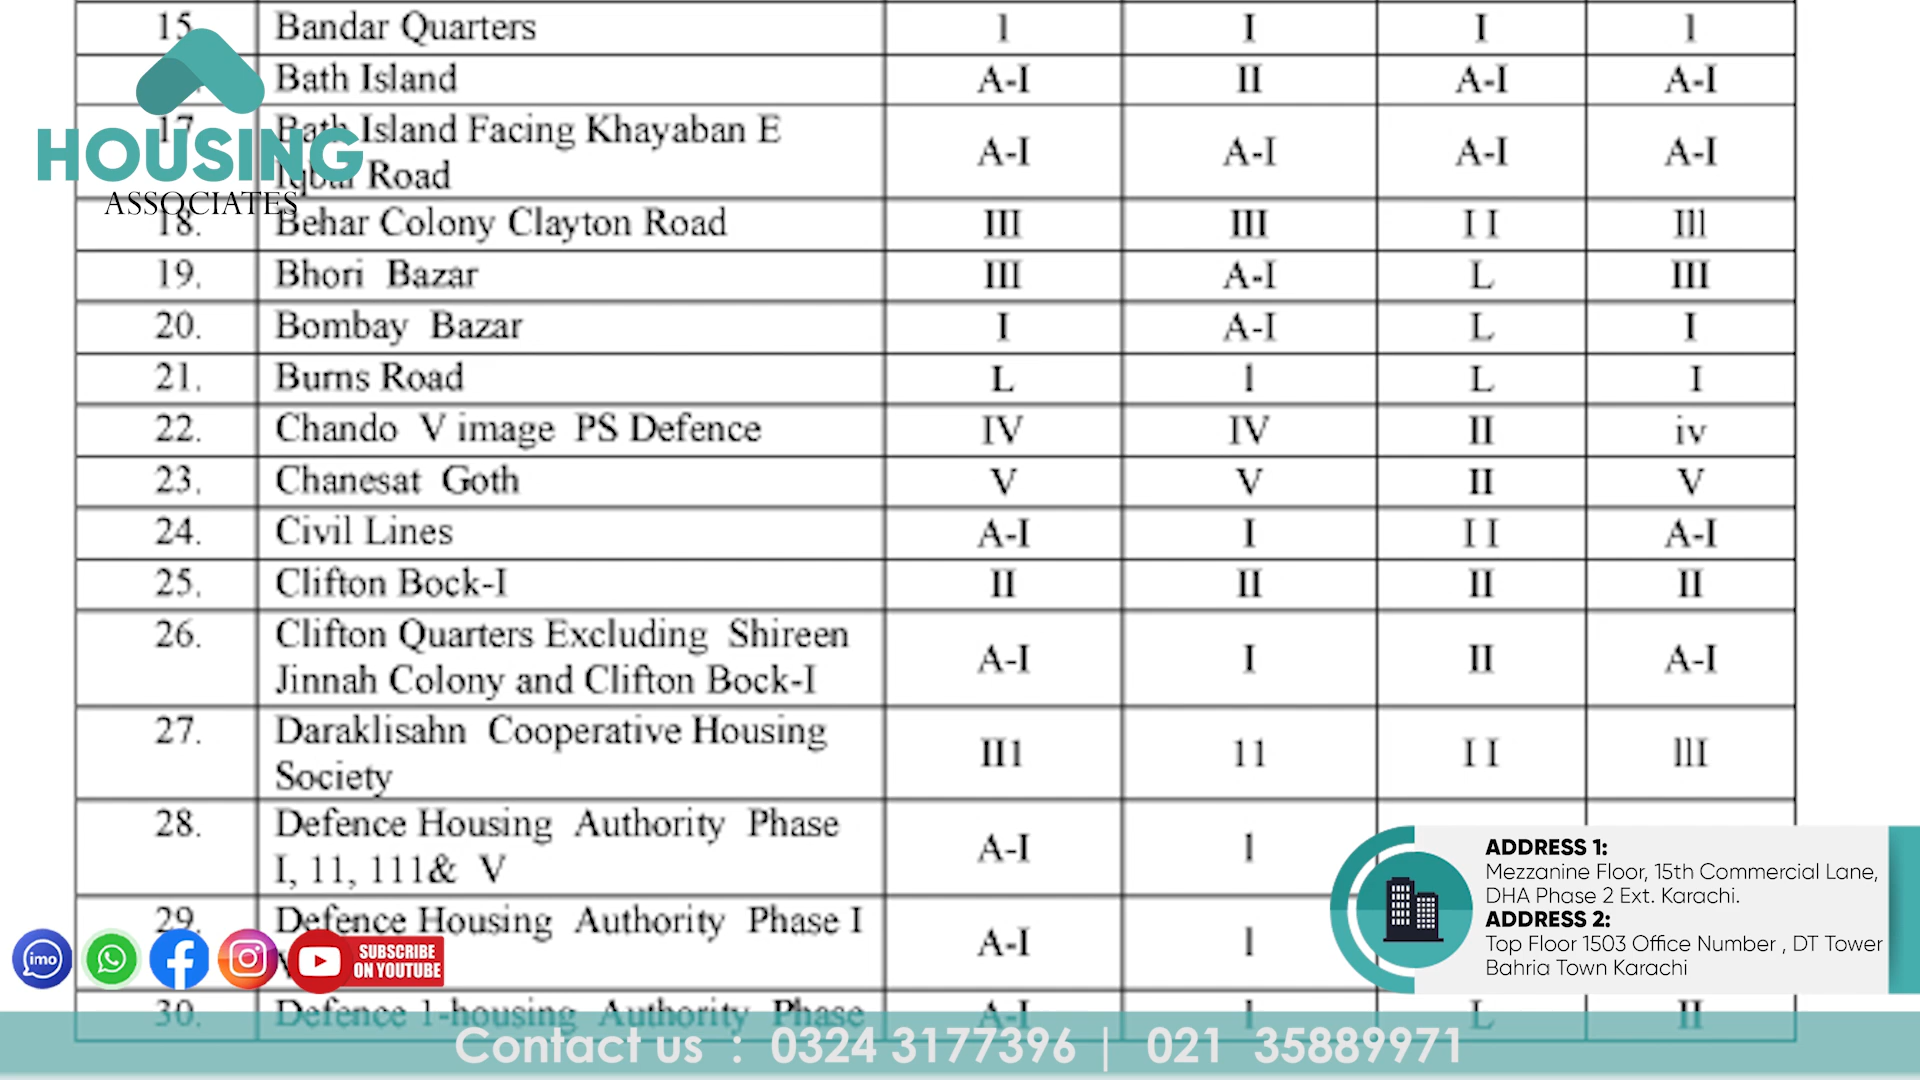 15. Bandar Quarters l I I l
Bath Island A-I II A-I A-I
17. Bath Island Facing Khayaban E A-I A-I A-I A-I
Iqbal Road
HOUSING
ASSOCIATES
18. Behar Colony Clayton Road III III I I Ill
19. Bhori Bazar III A-I L III
20. Bombay Bazar I A-I L I
21. Burns Road L l L I
22. Chando V image PS Defence IV IV II iv
23. Chanesat Goth V V II V
24. Civil Lines A-I I I I A-I
25. Clifton Bock-I II II II II
26. Clifton Quarters Excluding Shireen A-I I II A-I
Jinnah Colony and Clifton Bock-I
27. Daraklisahn Cooperative Housing II1 11 I I llI
Society
28. Defence Housing Authority Phase A-I l
I, 11, 111& V
29. Defence Housing Authority Phase I A-I l
30. Defence 1-housing Authority Phase A-I l L II
ADDRESS 1:
Mezzanine Floor, 15th Commercial Lane,
DHA Phase 2 Ext. Karachi.
ADDRESS 2:
Top Floor 1503 Office Number , DT Tower
Bahria Town Karachi
imo
SUBSCRIBE
ON YOUTUBE
Contact us : 0324 3177396 | 021 35889971